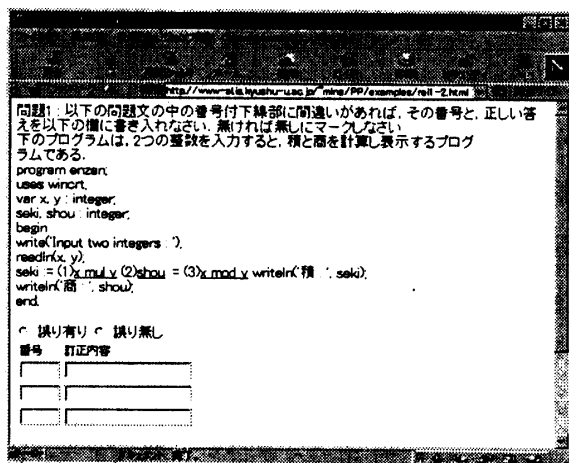 http://www-al.is.kyushu-u.ac.jp/~mine/PP/examples/rei1-2.html
問題1：以下の問題文の中の番号付下線部に間違いがあれば，その番号と，正しい答
えを以下の欄に書き入れなさい．無ければ無しにマークしなさい
下のプログラムは，2つの整数を入力すると，積と商を計算し表示するプログ
ラムである．
program enzan;
uses wincrt;
var x, y : integer;
seki, shou : integer;
begin
write('Input two integers : ');
readln(x, y);
seki := (1)x mul y (2)shou = (3)x mod y writeln('積 : ', seki);
writeln('商 : ', shou);
end.
誤り有り 誤り無し
番号 訂正内容